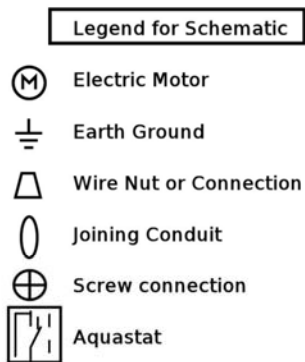 Legend for Schematic
M Electric Motor
Earth Ground
Wire Nut or Connection
Joining Conduit
Screw connection
Aquastat